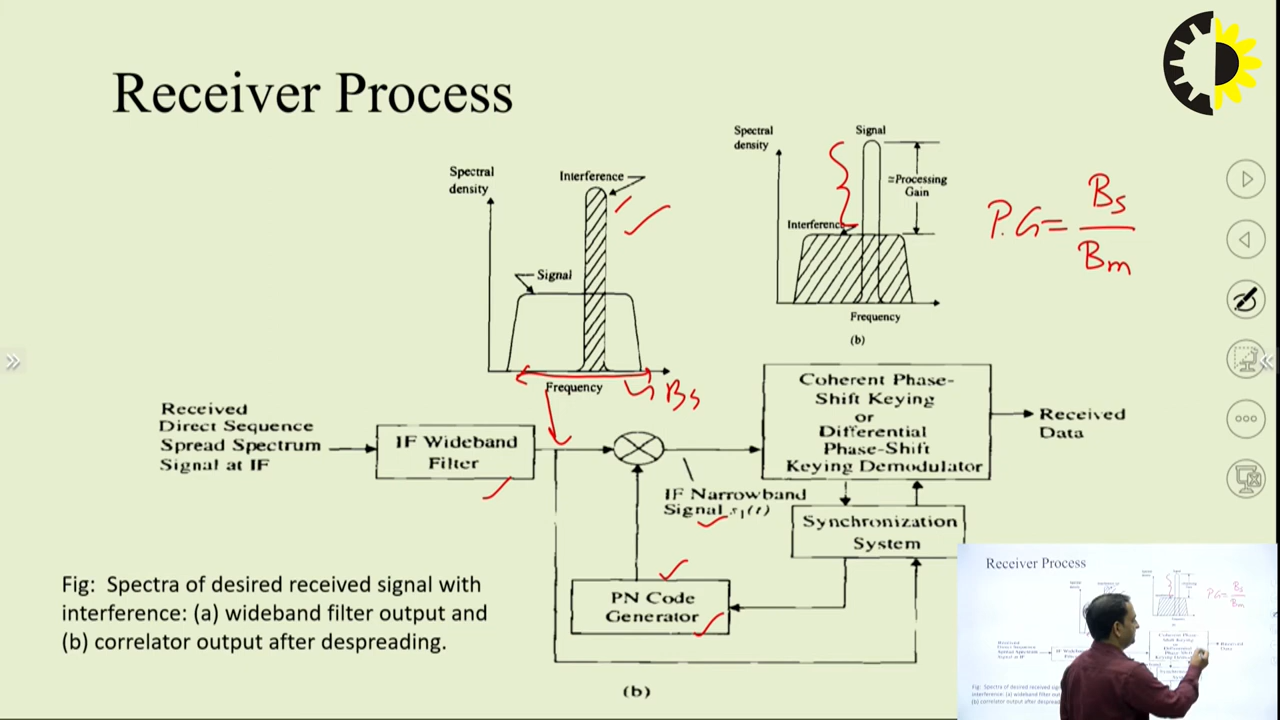 Receiver Process
Spectral
density
Interference
Signal
Frequency
Bs
Spectral
density
Signal
≈Processing
Gain
Interference
Frequency
(b)
P.G= Bs
Bm
Received
Direct Sequence
Spread Spectrum
Signal at IF
IF Wideband
Filter
IF Narrowband
Signal s₁(t)
Coherent Phase-
Shift Keying
or
Differential
Phase-Shift
Keying Demodulator
Received
Data
Synchronization
System
PN Code
Generator
(b)
Fig: Spectra of desired received signal with
interference: (a) wideband filter output and
(b) correlator output after despreading.
Receiver Process